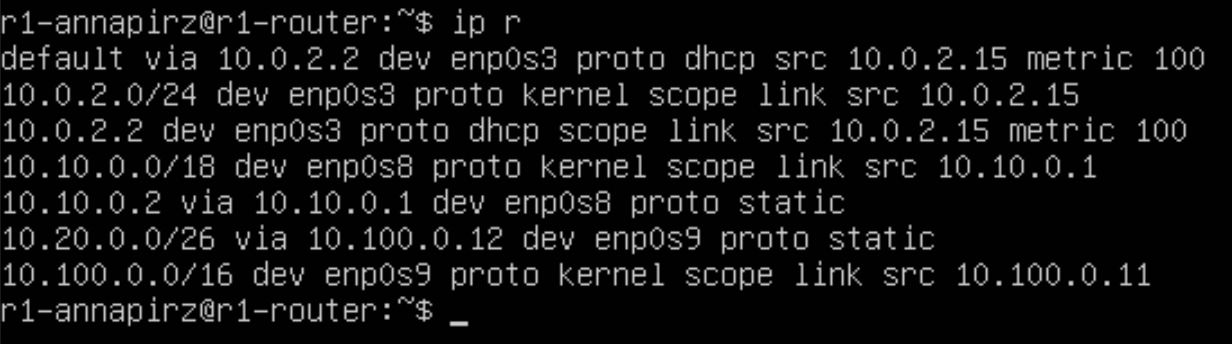 r1-annapirz@r1-router:~$ ip r
default via 10.0.2.2 dev enp0s3 proto dhcp src 10.0.2.15 metric 100
10.0.2.0/24 dev enp0s3 proto kernel scope link src 10.0.2.15
10.0.2.2 dev enp0s3 proto dhcp scope link src 10.0.2.15 metric 100
10.10.0.0/18 dev enp0s8 proto kernel scope link src 10.10.0.1
10.10.0.2 via 10.10.0.1 dev enp0s8 proto static
10.20.0.0/26 via 10.100.0.12 dev enp0s9 proto static
10.100.0.0/16 dev enp0s9 proto kernel scope link src 10.100.0.11
r1-annapirz@r1-router:~$ _